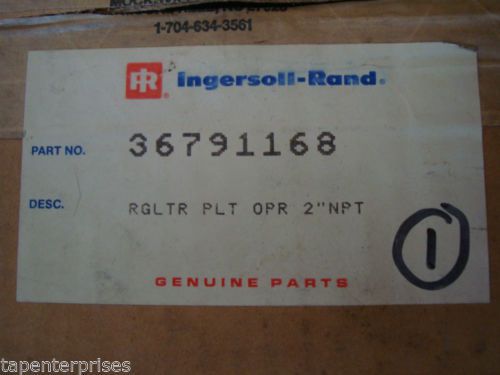 1-704-634-3561
IR® Ingersoll-Rand®
PART NO. 36791168
DESC. RGLTR PLT OPR 2"NPT
1
GENUINE PARTS
tapenterprises